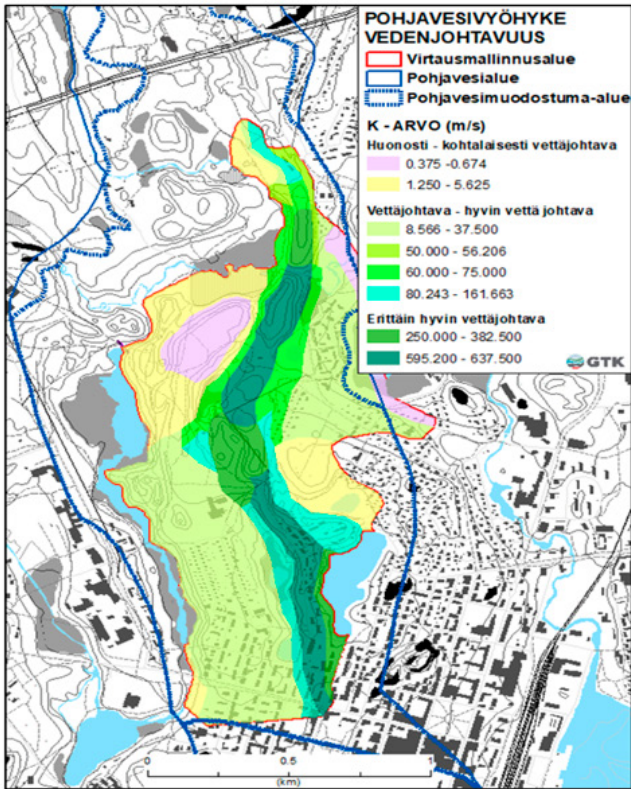 POHJAVESIVYÖHYKE
VEDENJOHTAVUUS
Virtausmallinnusalue
Pohjavesialue
Pohjavesimuodostuma-alue
K - ARVO (m/s)
Huonosti - kohtalaisesti vettäjohtava
0.375 -0.674
1.250 - 5.625
Vettäjohtava - hyvin vettä johtava
8.566 - 37.500
50.000 - 56.206
60.000 - 75.000
80.243 - 161.663
Erittäin hyvin vettäjohtava
250.000 - 382.500
595.200 - 637.500
GTK
0 0.5 1
(km)